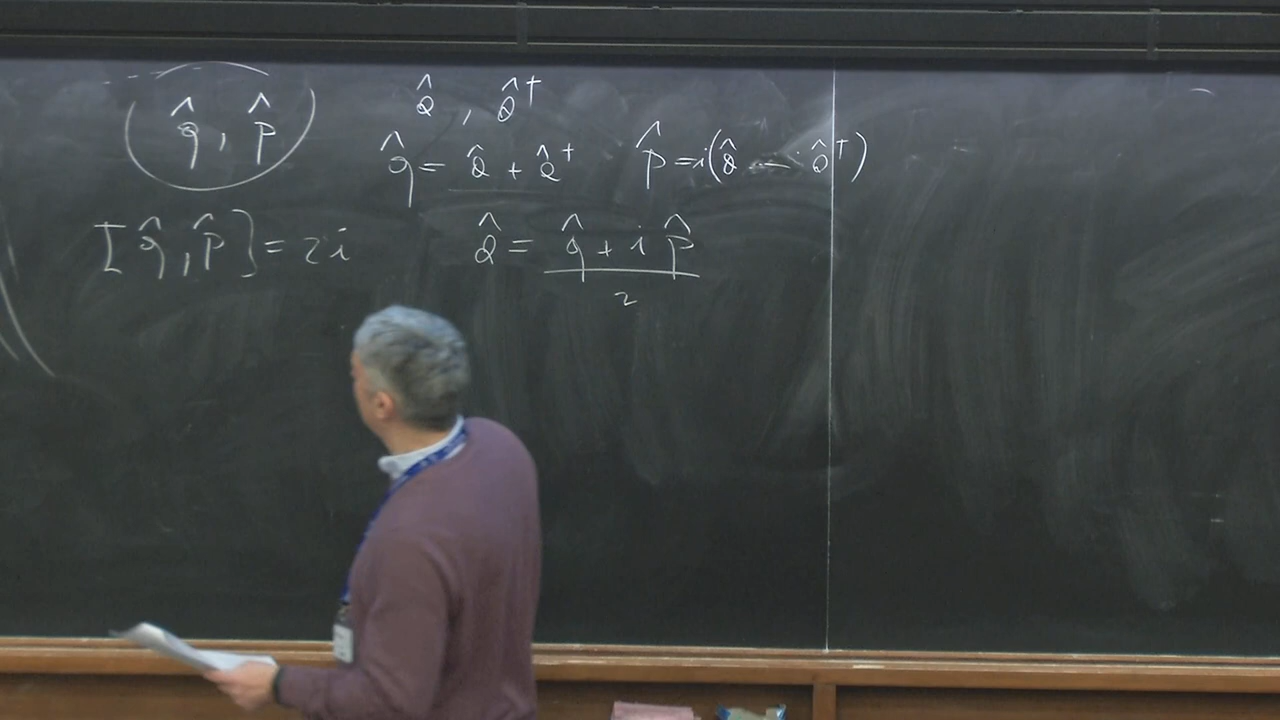 q̂, p̂
â, â†
q̂ = â + â† p̂ = i(â - i â†)
[q̂, p̂] = 2i
â = (q̂ + i p̂) / 2